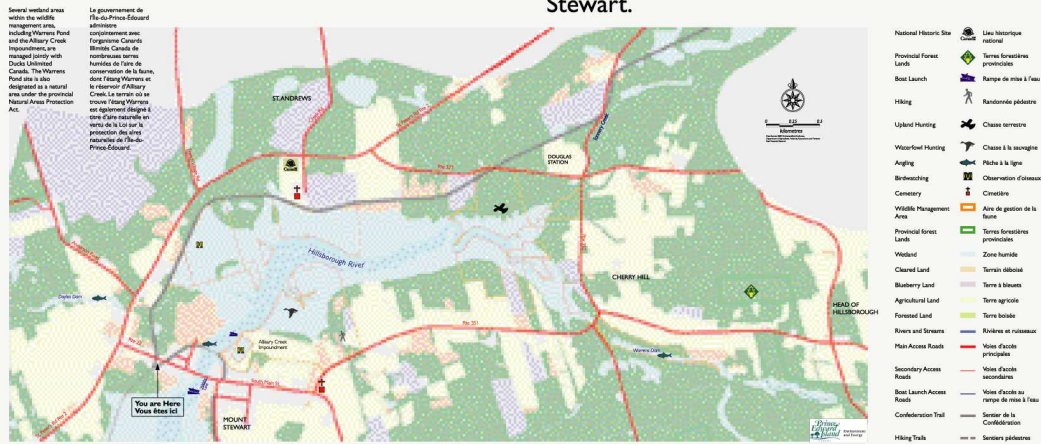 Stewart.
Several wetland areas
within the wildlife
management area,
including Warrens Pond
and the Allisary Creek
Impoundment, are
managed jointly with
Ducks Unlimited
Canada. The Warrens
Pond site is also
designated as a natural
area under the provincial
Natural Areas Protection
Act.
Le gouvernement de
l'Île-du-Prince-Édouard
administre
conjointement avec
l'organisme Canards
Illimités Canada de
nombreuses terres
humides de l'aire de
conservation de la faune,
dont l'étang Warrens et
le réservoir d'Allisary
Creek. Le terrain où se
trouve l'étang Warrens
est également désigné à
titre d'aire naturelle en
vertu de la Loi sur la
protection des aires
naturelles de l'Île-du-
Prince-Édouard.
ST. ANDREWS
Canada
DOUGLAS
STATION
Rte 321
Hillsborough River
CHERRY HILL
HEAD OF
HILLSBOROUGH
Allisary Creek
Impoundment
Warrens Dam
South Main St.
You are Here
Vous êtes ici
MOUNT
STEWART
kilometres
Prince
Edward
Island
Environment
and Energy
National Historic Site
Canada
Lieu historique
national
Provincial Forest
Lands
Terres forestières
provinciales
Boat Launch
Rampe de mise à l'eau
Hiking
Randonnée pédestre
Upland Hunting
Chasse terrestre
Waterfowl Hunting
Chasse à la sauvagine
Angling
Pêche à la ligne
Birdwatching
Observation d'oiseaux
Cemetery
Cimetière
Wildlife Management
Area
Aire de gestion de la
faune
Provincial forest
Lands
Terres forestières
provinciales
Wetland
Zone humide
Cleared Land
Terrain déboisé
Blueberry Land
Terre à bleuets
Agricultural Land
Terre agricole
Forested Land
Terre boisée
Rivers and Streams
Rivières et ruisseaux
Main Access Roads
Voies d'accès
principales
Secondary Access
Roads
Voies d'accès
secondaires
Boat Launch Access
Roads
Voies d'accès au
rampe de mise à l'eau
Confederation Trail
Sentier de la
Confédération
Hiking Trails
Sentiers pédestres